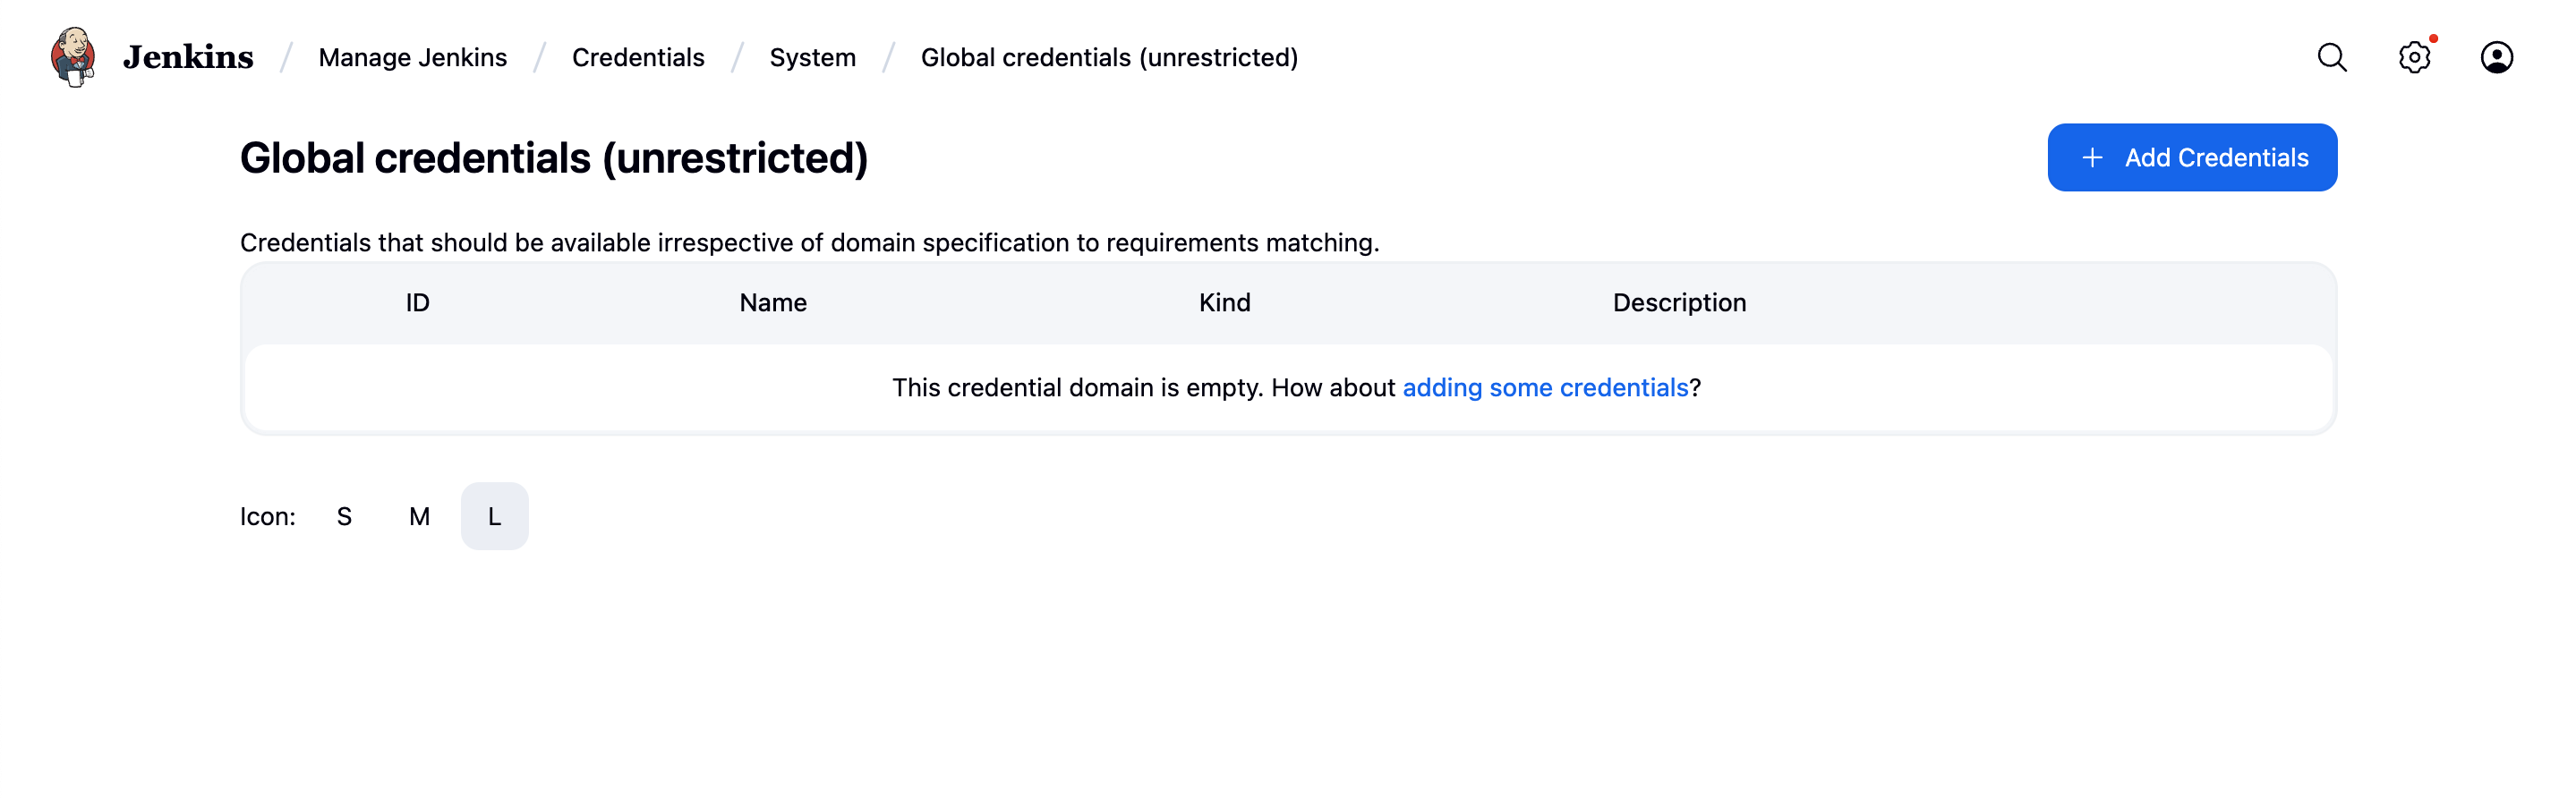 Jenkins / Manage Jenkins / Credentials / System / Global credentials (unrestricted)
Global credentials (unrestricted)
+ Add Credentials
Credentials that should be available irrespective of domain specification to requirements matching.
ID Name Kind Description
This credential domain is empty. How about adding some credentials?
Icon: S M L